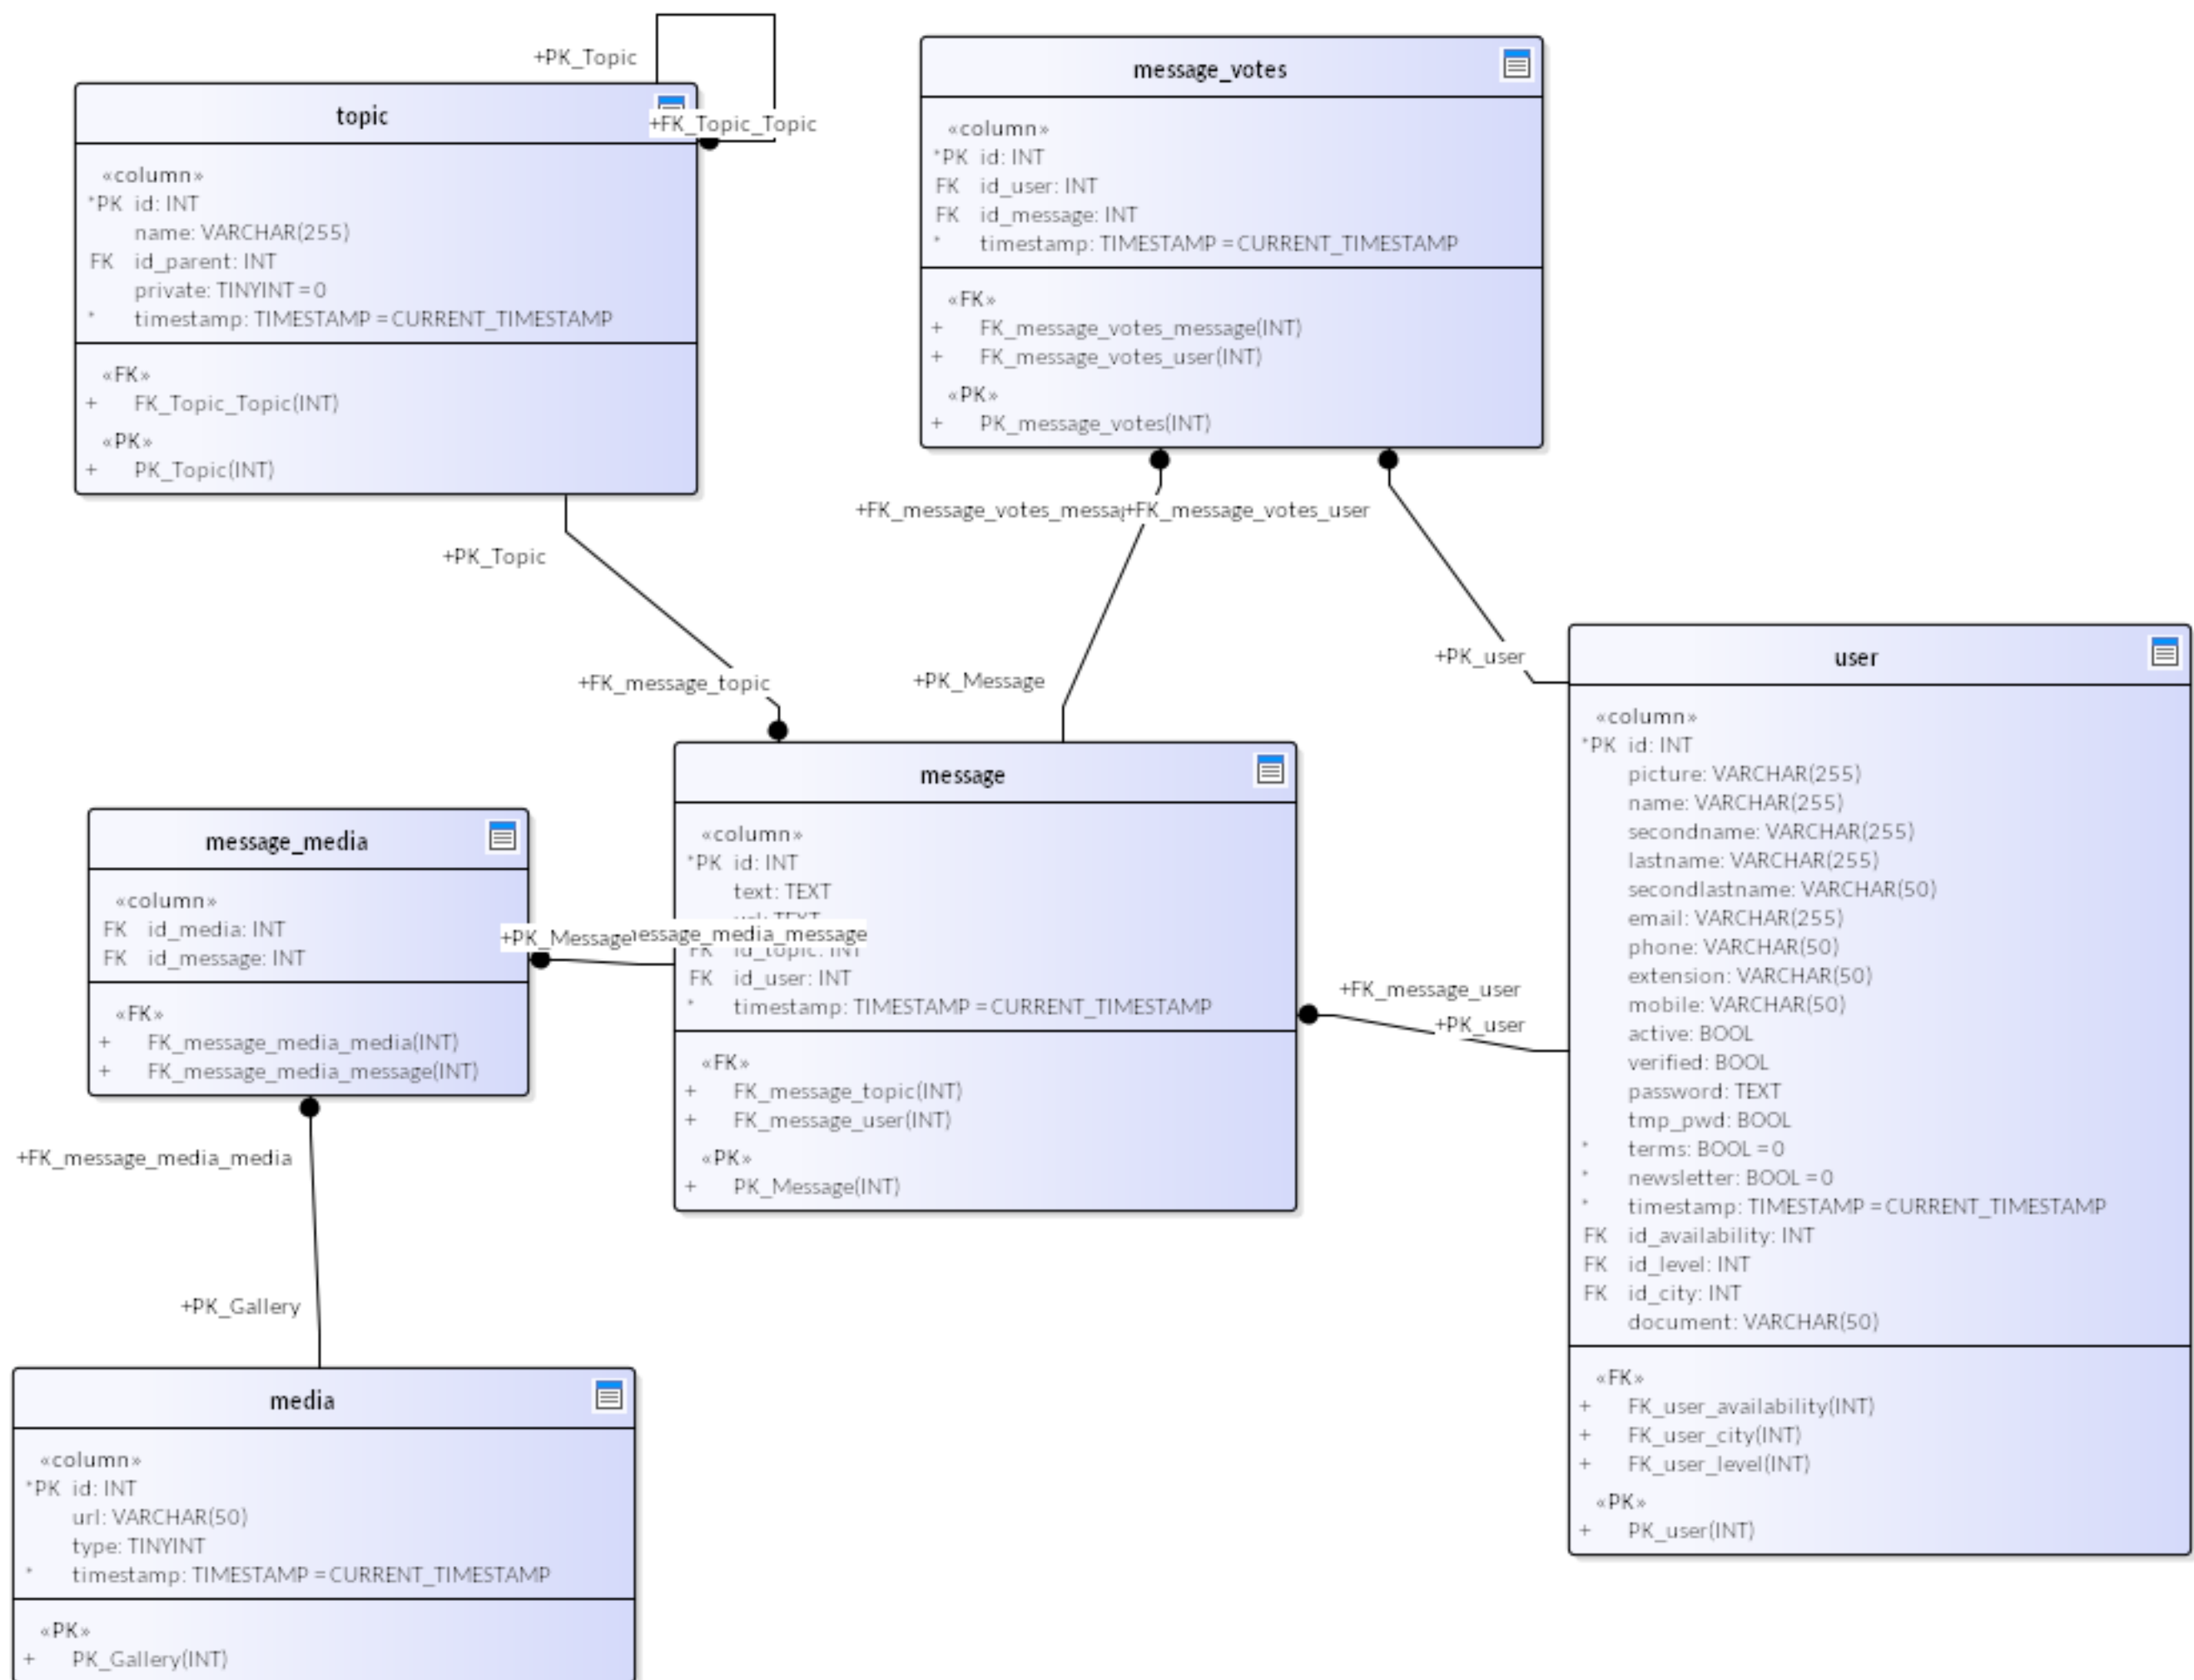 +PK_Topic
topic
+FK_Topic_Topic
«column»
*PK id: INT
name: VARCHAR(255)
FK id_parent: INT
private: TINYINT = 0
* timestamp: TIMESTAMP = CURRENT_TIMESTAMP
«FK»
+ FK_Topic_Topic(INT)
«PK»
+ PK_Topic(INT)
message_votes
«column»
*PK id: INT
FK id_user: INT
FK id_message: INT
* timestamp: TIMESTAMP = CURRENT_TIMESTAMP
«FK»
+ FK_message_votes_message(INT)
+ FK_message_votes_user(INT)
«PK»
+ PK_message_votes(INT)
+FK_message_votes_messa
+FK_message_votes_user
+PK_Topic
+FK_message_topic
+PK_Message
+PK_user
user
«column»
*PK id: INT
picture: VARCHAR(255)
name: VARCHAR(255)
secondname: VARCHAR(255)
lastname: VARCHAR(255)
secondlastname: VARCHAR(50)
email: VARCHAR(255)
phone: VARCHAR(50)
extension: VARCHAR(50)
mobile: VARCHAR(50)
active: BOOL
verified: BOOL
password: TEXT
tmp_pwd: BOOL
* terms: BOOL = 0
* newsletter: BOOL = 0
* timestamp: TIMESTAMP = CURRENT_TIMESTAMP
FK id_availability: INT
FK id_level: INT
FK id_city: INT
document: VARCHAR(50)
«FK»
+ FK_user_availability(INT)
+ FK_user_city(INT)
+ FK_user_level(INT)
«PK»
+ PK_user(INT)
message
«column»
*PK id: INT
text: TEXT
FK id_topic: INT
FK id_user: INT
* timestamp: TIMESTAMP = CURRENT_TIMESTAMP
«FK»
+ FK_message_topic(INT)
+ FK_message_user(INT)
«PK»
+ PK_Message(INT)
+FK_message_user
+PK_user
message_media
«column»
FK id_media: INT
FK id_message: INT
«FK»
+ FK_message_media_media(INT)
+ FK_message_media_message(INT)
+PK_Message
essage_media_message
+FK_message_media_media
+PK_Gallery
media
«column»
*PK id: INT
url: VARCHAR(50)
type: TINYINT
* timestamp: TIMESTAMP = CURRENT_TIMESTAMP
«PK»
+ PK_Gallery(INT)